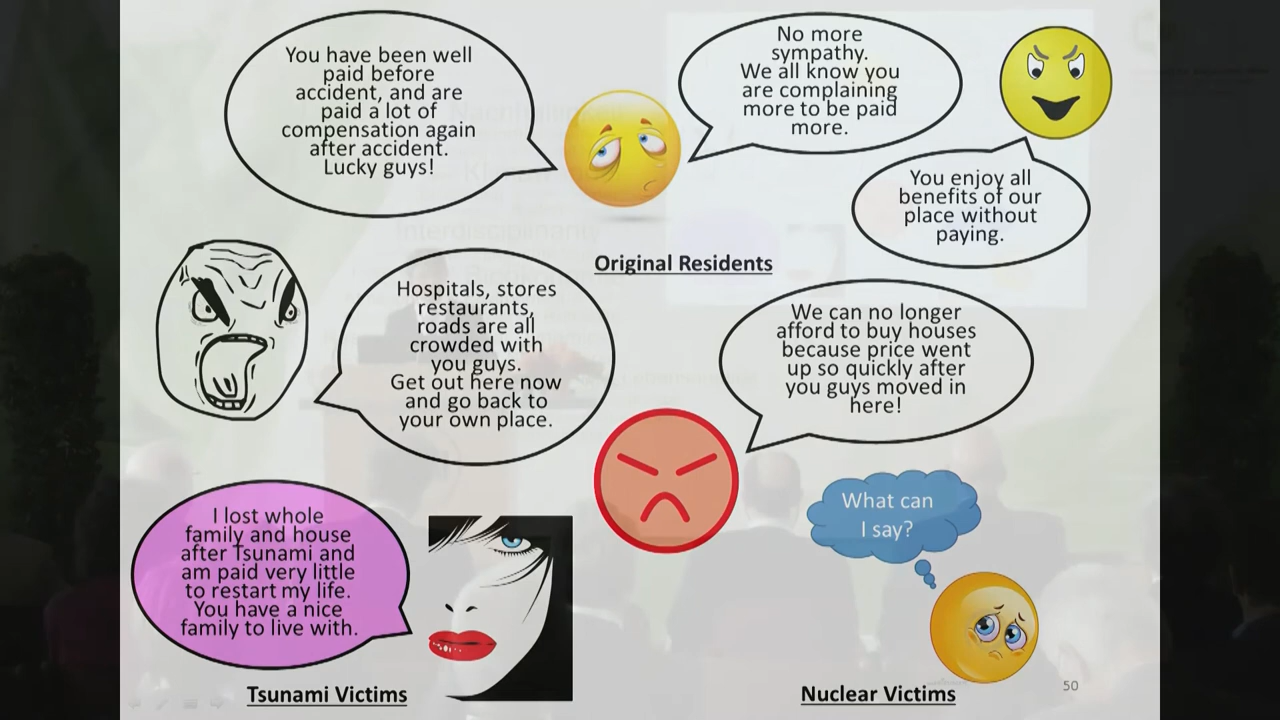 You have been well
paid before
accident, and are
paid a lot of
compensation again
after accident.
Lucky guys!
No more
sympathy.
We all know you
are complaining
more to be paid
more.
You enjoy all
benefits of our
place without
paying.
Original Residents
Hospitals, stores
restaurants,
roads are all
crowded with
you guys.
Get out here now
and go back to
your own place.
We can no longer
afford to buy houses
because price went
up so quickly after
you guys moved in
here!
What can
I say?
I lost whole
family and house
after Tsunami and
am paid very little
to restart my life.
You have a nice
family to live with.
Tsunami Victims
Nuclear Victims
50